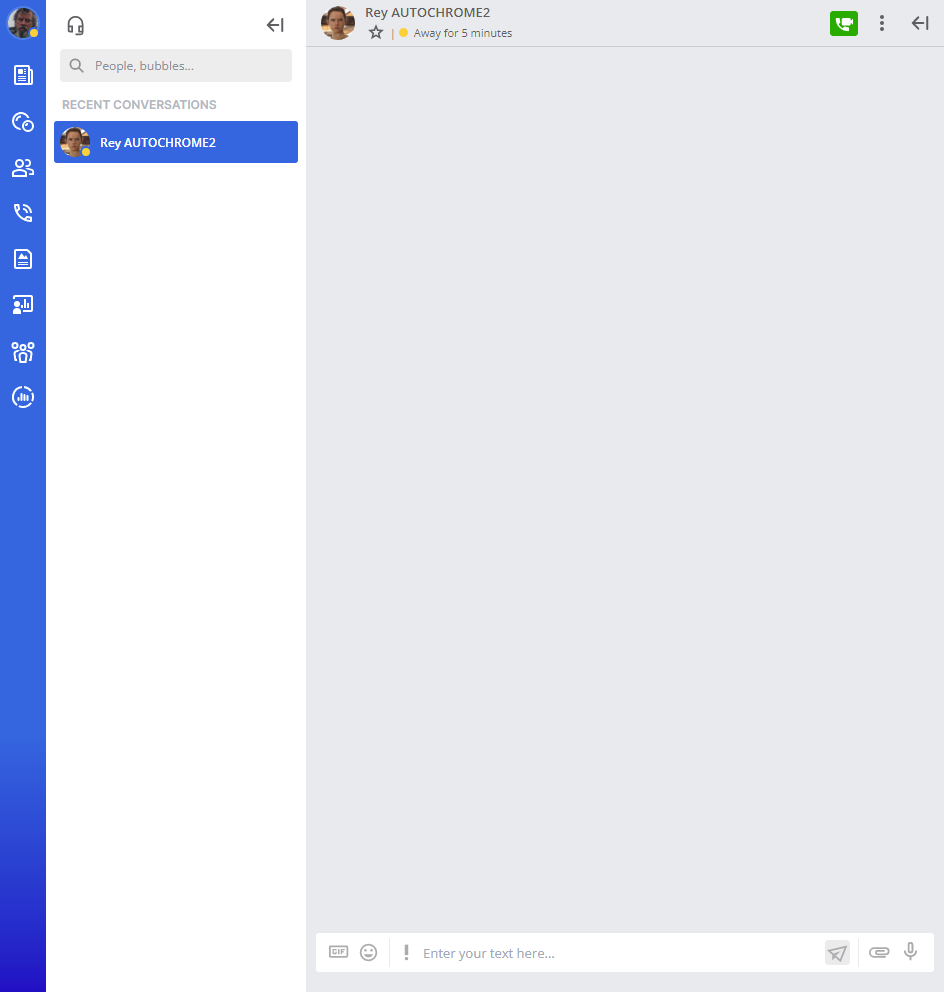 People, bubbles...
RECENT CONVERSATIONS
Rey AUTOCHROME2
Rey AUTOCHROME2
| Away for 5 minutes
GIF
! Enter your text here...